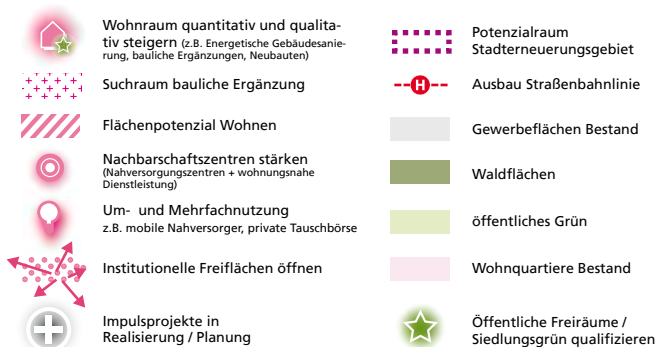 Wohnraum quantitativ und qualita-
tiv steigern (z.B. Energetische Gebäudesanie-
rung, bauliche Ergänzungen, Neubauten)
Suchraum bauliche Ergänzung
Flächenpotenzial Wohnen
Nachbarschaftszentren stärken
(Nahversorgungszentren + wohnungsnahe
Dienstleistung)
Um- und Mehrfachnutzung
z.B. mobile Nahversorger, private Tauschbörse
Institutionelle Freiflächen öffnen
Impulsprojekte in
Realisierung / Planung
Potenzialraum
Stadterneuerungsgebiet
H
Ausbau Straßenbahnlinie
Gewerbeflächen Bestand
Waldflächen
öffentliches Grün
Wohnquartiere Bestand
Öffentliche Freiräume /
Siedlungsgrün qualifizieren